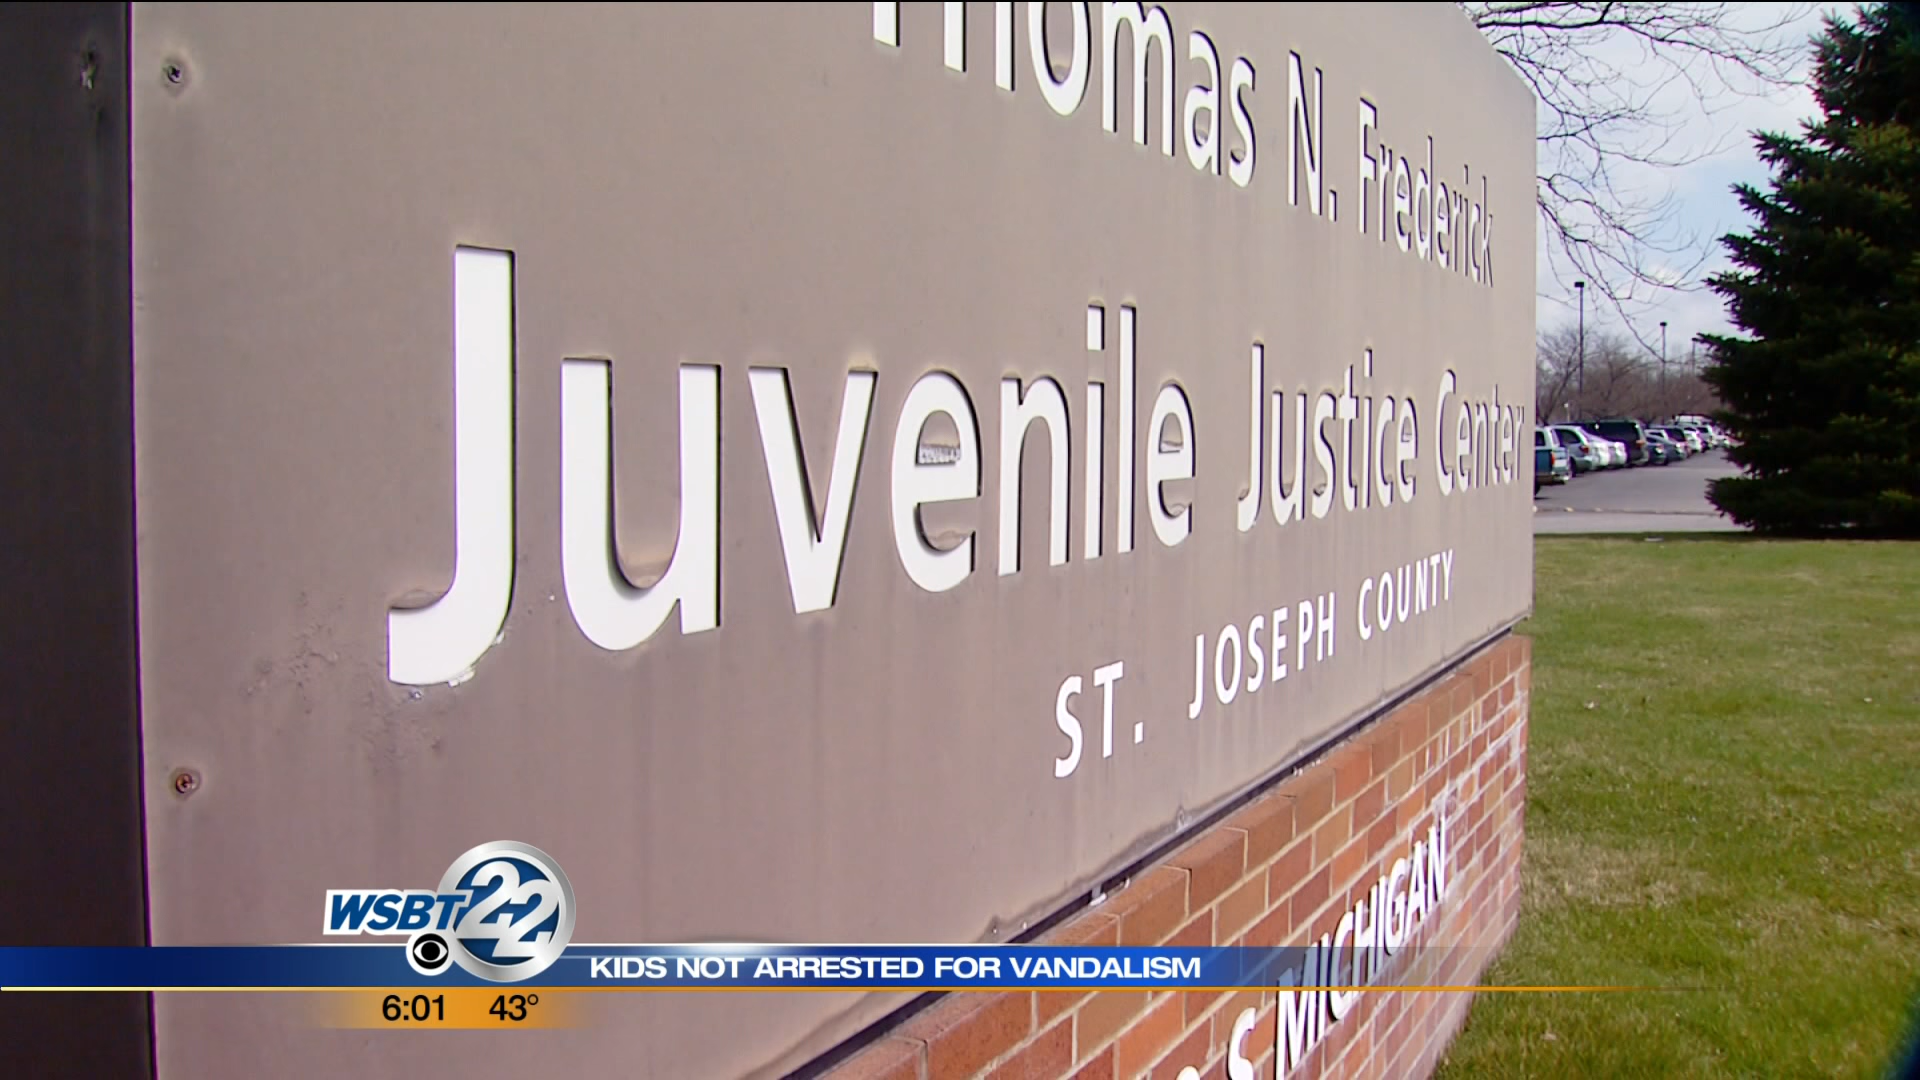 Thomas N. Frederick
Juvenile Justice Center
ST. JOSEPH COUNTY
S MICHIGAN
WSBT 22
KIDS NOT ARRESTED FOR VANDALISM
6:01 43°